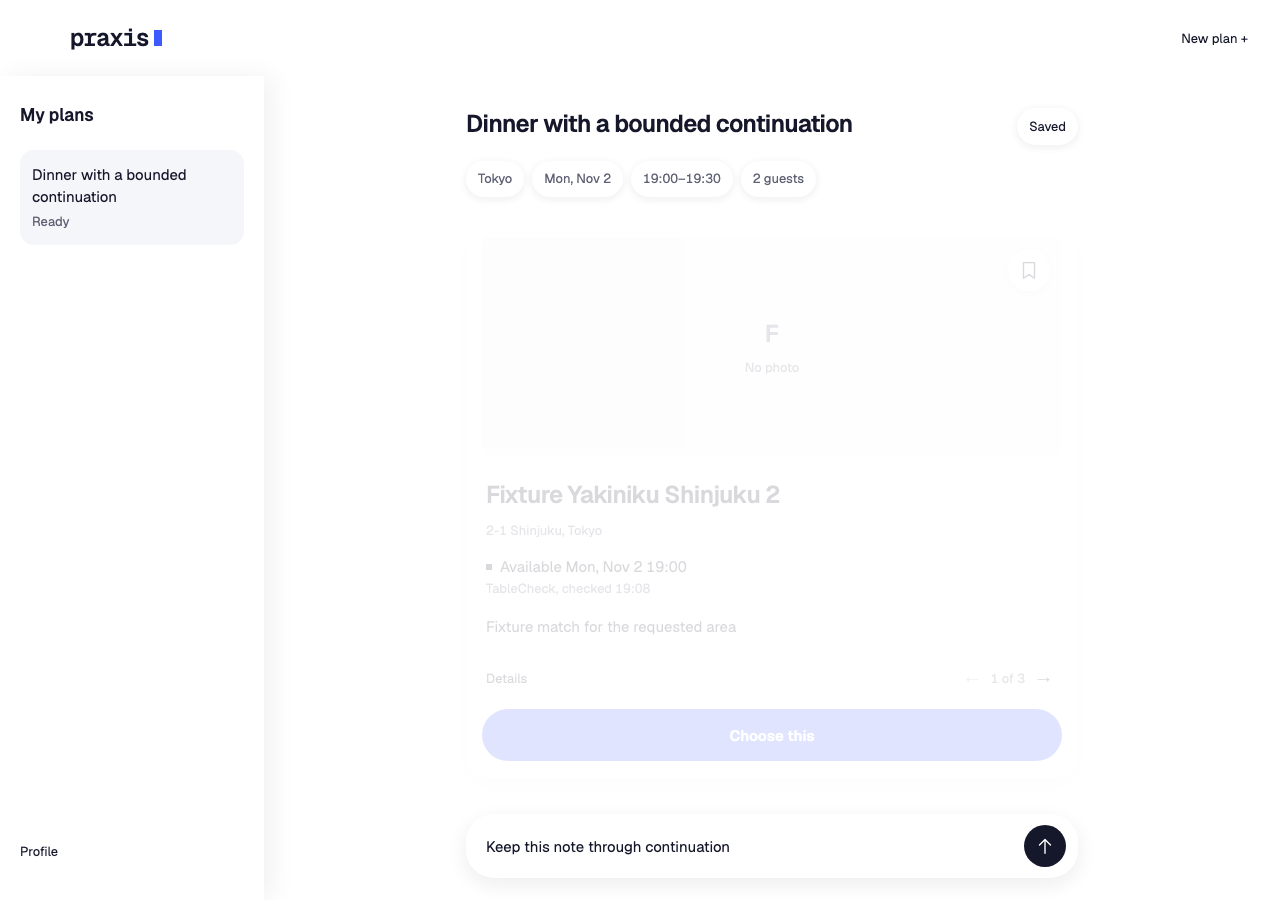 praxis
New plan +
My plans
Dinner with a bounded
continuation
Ready
Profile
Dinner with a bounded continuation
Saved
Tokyo
Mon, Nov 2
19:00–19:30
2 guests
F
No photo
Fixture Yakiniku Shinjuku 2
2-1 Shinjuku, Tokyo
Available Mon, Nov 2 19:00
TableCheck, checked 19:08
Fixture match for the requested area
Details
← 1 of 3 →
Choose this
Keep this note through continuation